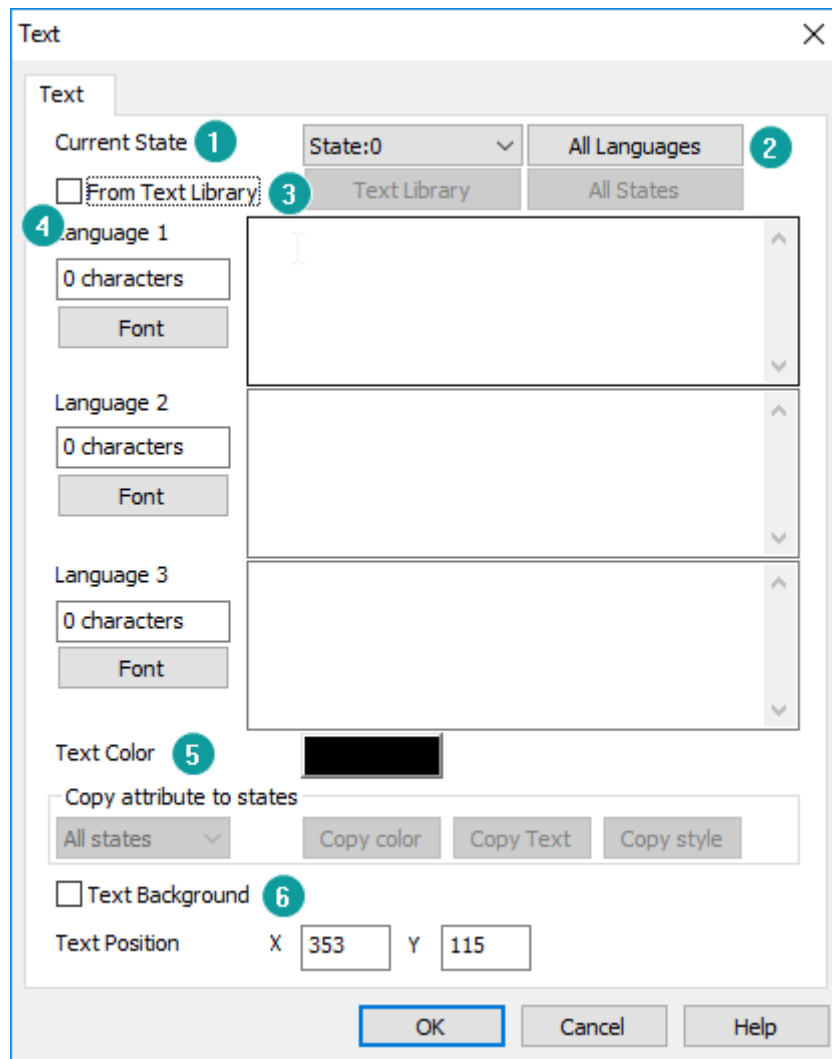 Text
Text
Current State 1 State:0 All Languages 2
From Text Library 3 Text Library All States
4 Language 1
0 characters
Font
Language 2
0 characters
Font
Language 3
0 characters
Font
Text Color 5
Copy attribute to states
All states Copy color Copy Text Copy style
Text Background 6
Text Position X 353 Y 115
OK Cancel Help